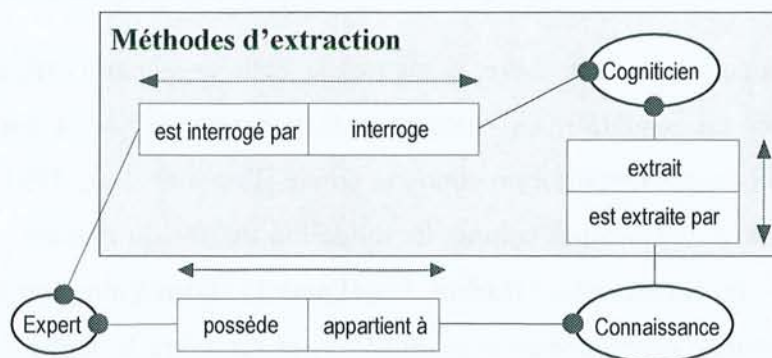 Méthodes d'extraction
Cogniticien
est interrogé par
interroge
extrait
est extraite par
Expert
possède
appartient à
Connaissance